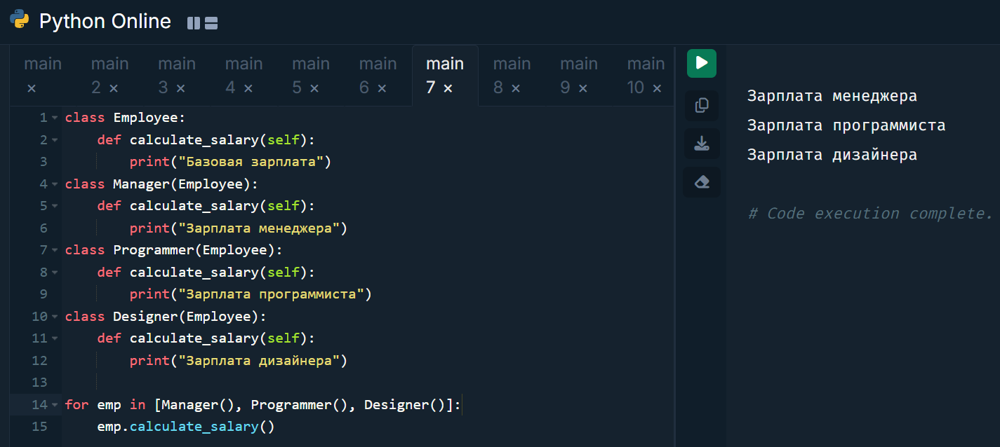 Python Online
main × main 2 × main 3 × main 4 × main 5 × main 6 × main 7 × main 8 × main 9 × main 10 ×
1 class Employee:
2     def calculate_salary(self):
3         print("Базовая зарплата")
4 class Manager(Employee):
5     def calculate_salary(self):
6         print("Зарплата менеджера")
7 class Programmer(Employee):
8     def calculate_salary(self):
9         print("Зарплата программиста")
10 class Designer(Employee):
11     def calculate_salary(self):
12         print("Зарплата дизайнера")
13
14 for emp in [Manager(), Programmer(), Designer()]:
15     emp.calculate_salary()
Зарплата менеджера
Зарплата программиста
Зарплата дизайнера
# Code execution complete.